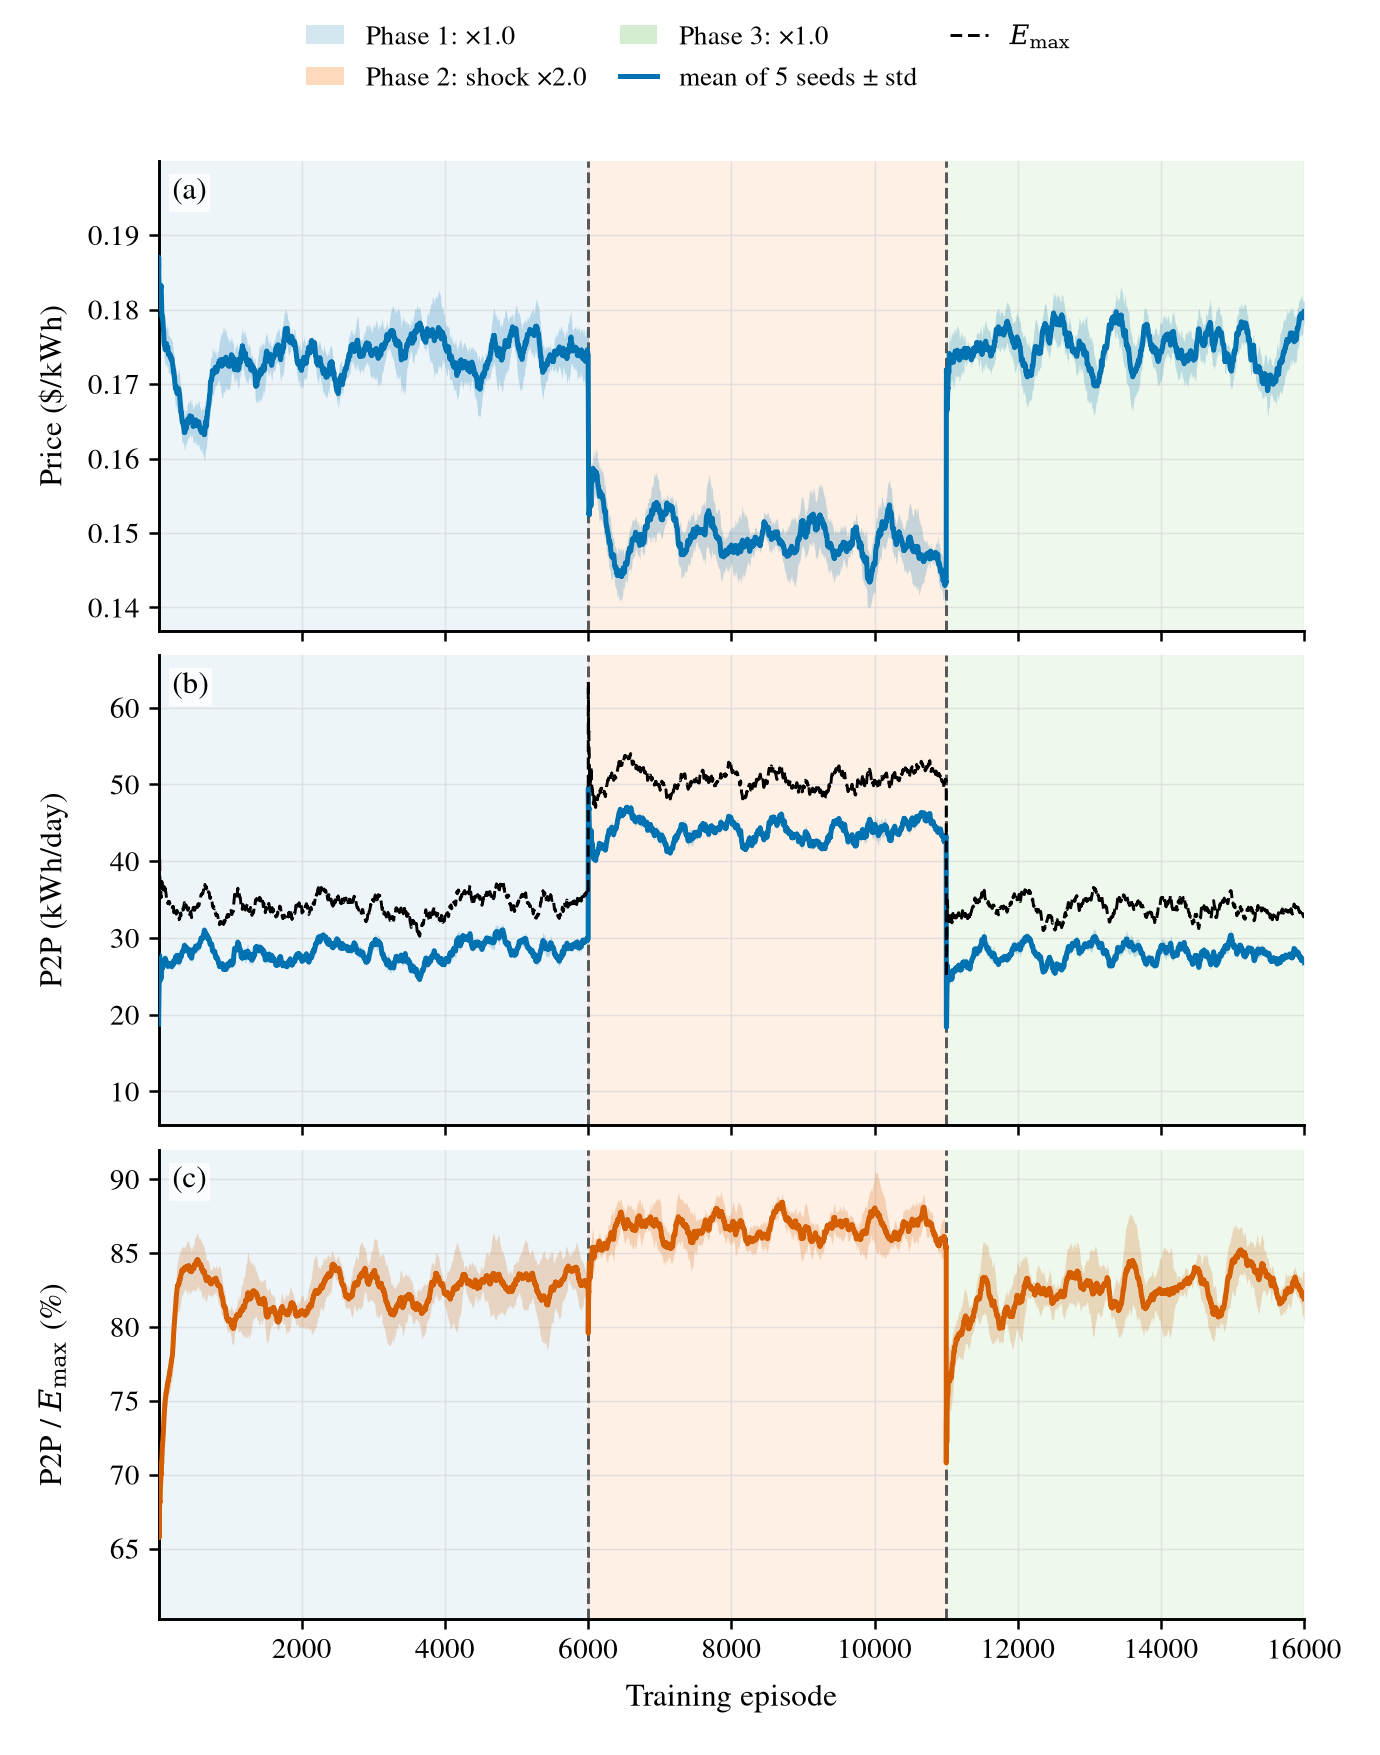 Phase 1: ×1.0
Phase 3: ×1.0
E_max
Phase 2: shock ×2.0
mean of 5 seeds ± std
(a)
0.19
0.18
0.17
0.16
0.15
0.14
Price ($/kWh)
(b)
60
50
40
30
20
10
P2P (kWh/day)
(c)
90
85
80
75
70
65
P2P / E_max (%)
2000 4000 6000 8000 10000 12000 14000 16000
Training episode